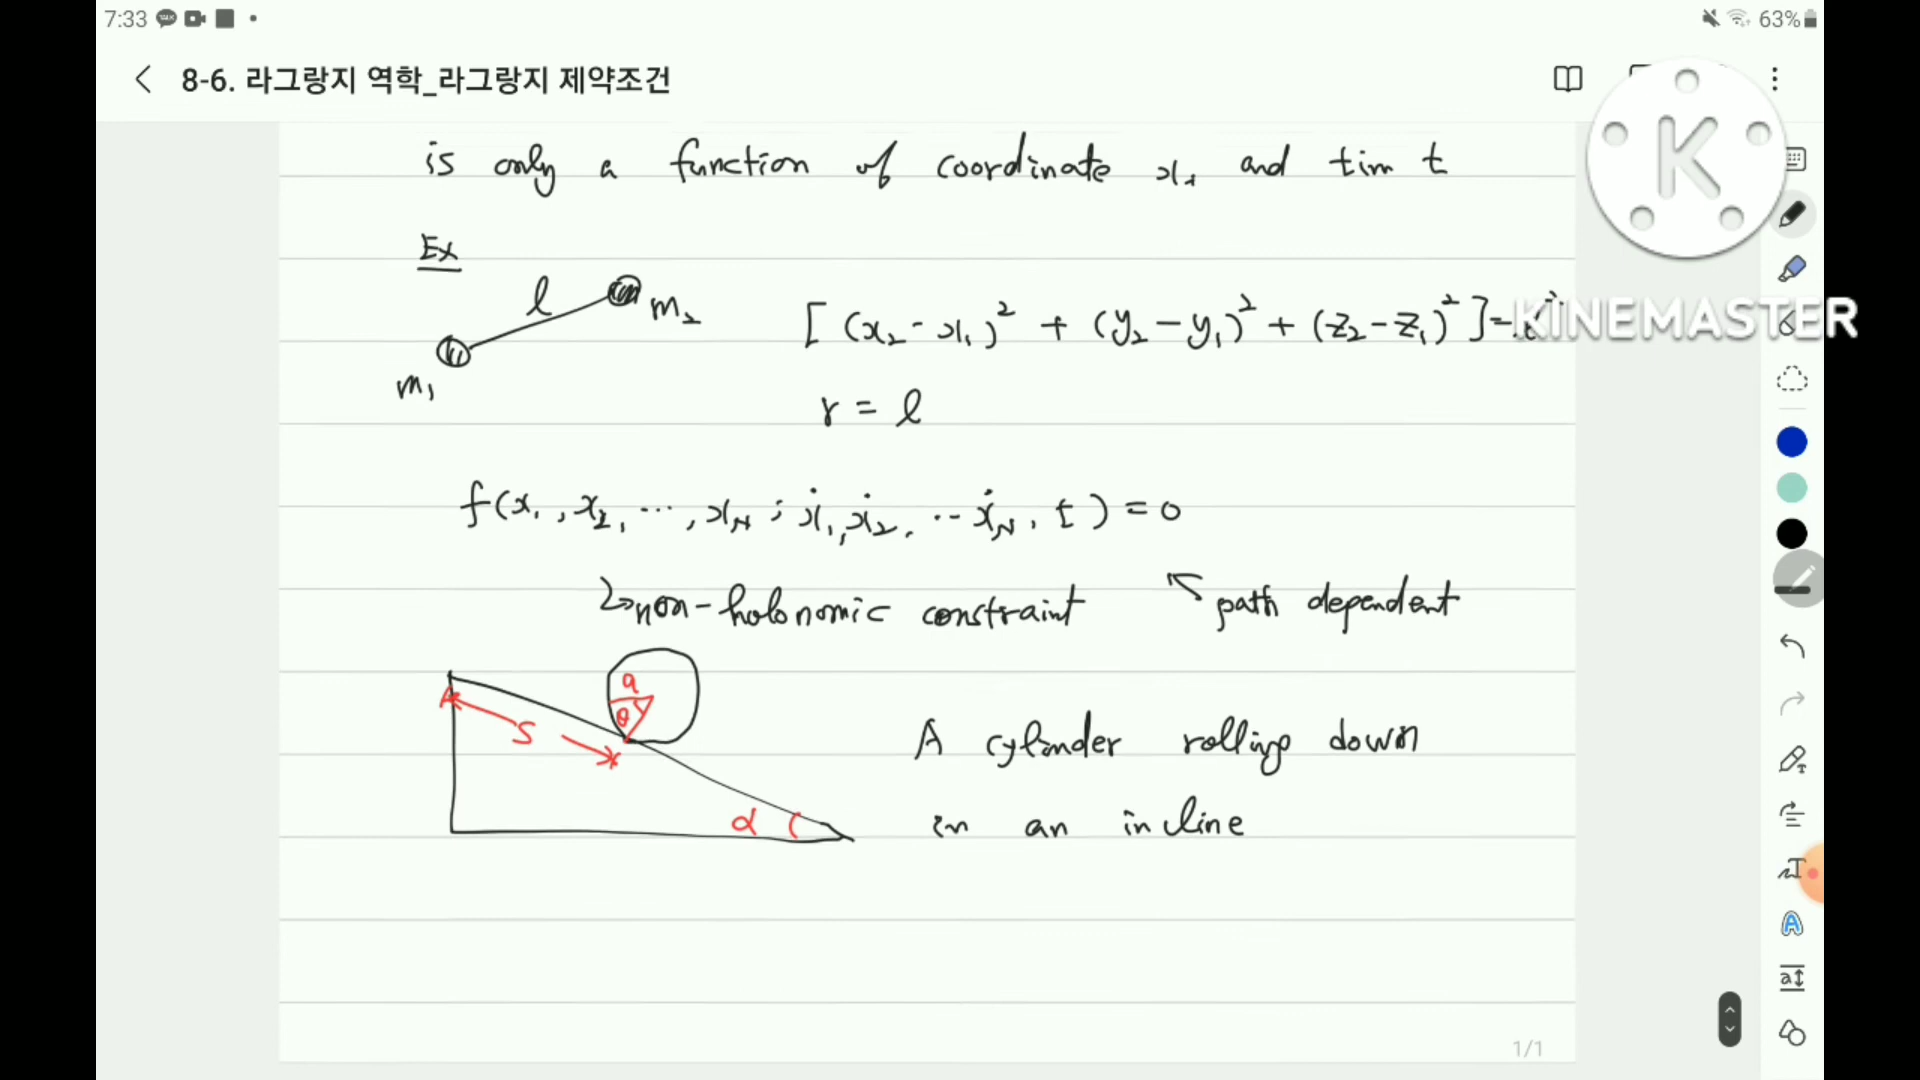 7:33
63%
8-6. 라그랑지 역학_라그랑지 제약조건
K
KINEMASTER
is only a function of coordinate x₁ and tim t
Ex
l
m₂
m₁
[(x₂-x₁)² + (y₂-y₁)² + (z₂-z₁)²]=
r = l
f(x₁, x₂, ..., x_N ; ẋ₁, ẋ₂, ... ẋ_N, t) = 0
↳non-holonomic constraint ↖ path dependent
a
θ
S
α
A cylinder rolling down
in an incline
1/1